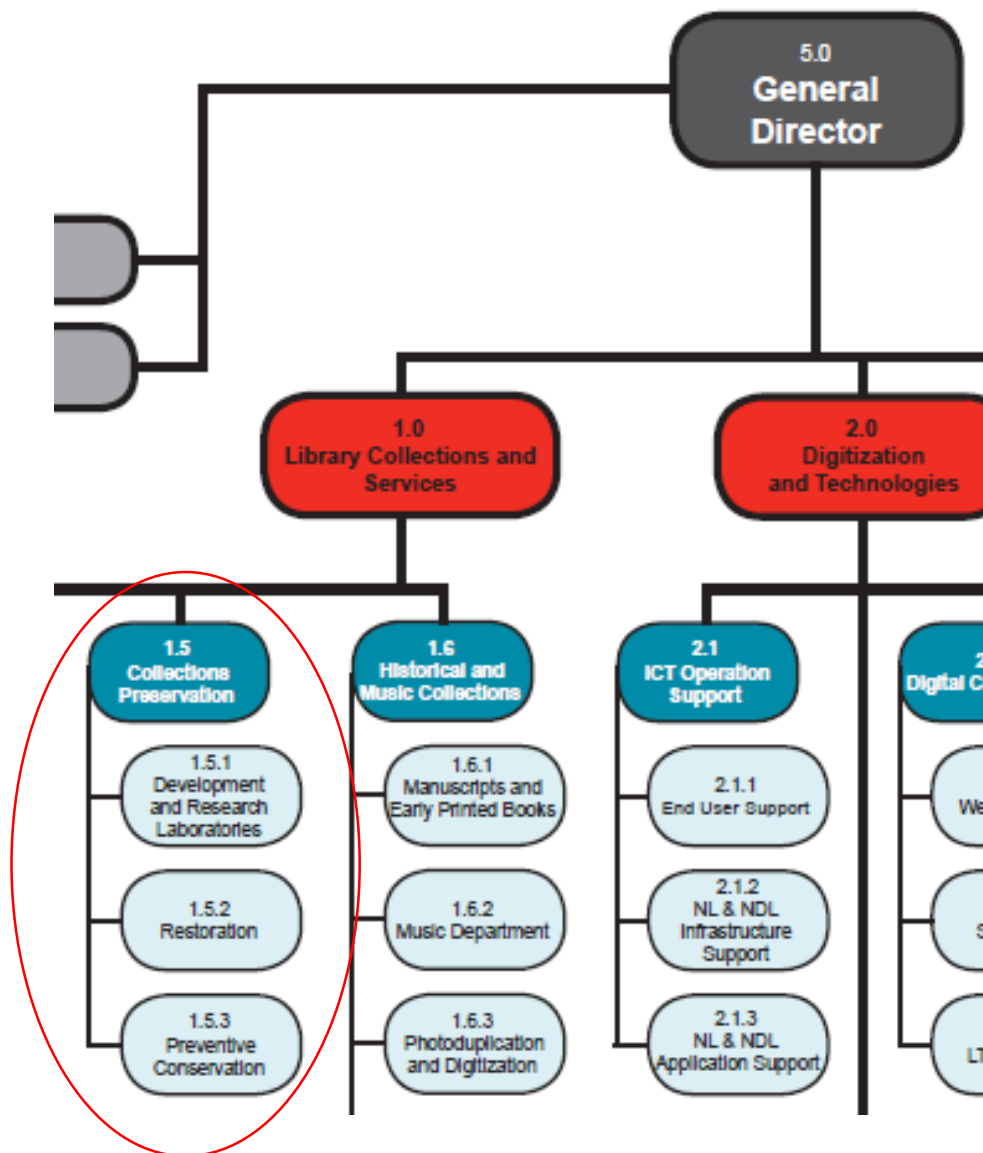 5.0
General
Director
1.0
Library Collections and
Services
2.0
Digitization
and Technologies
1.5
Collections
Preservation
1.5.1
Development
and Research
Laboratories
1.5.2
Restoration
1.5.3
Preventive
Conservation
1.6
Historical and
Music Collections
1.6.1
Manuscripts and
Early Printed Books
1.6.2
Music Department
1.6.3
Photoduplication
and Digitization
2.1
ICT Operation
Support
2.1.1
End User Support
2.1.2
NL & NDL
Infrastructure
Support
2.1.3
NL & NDL
Application Support
Digital